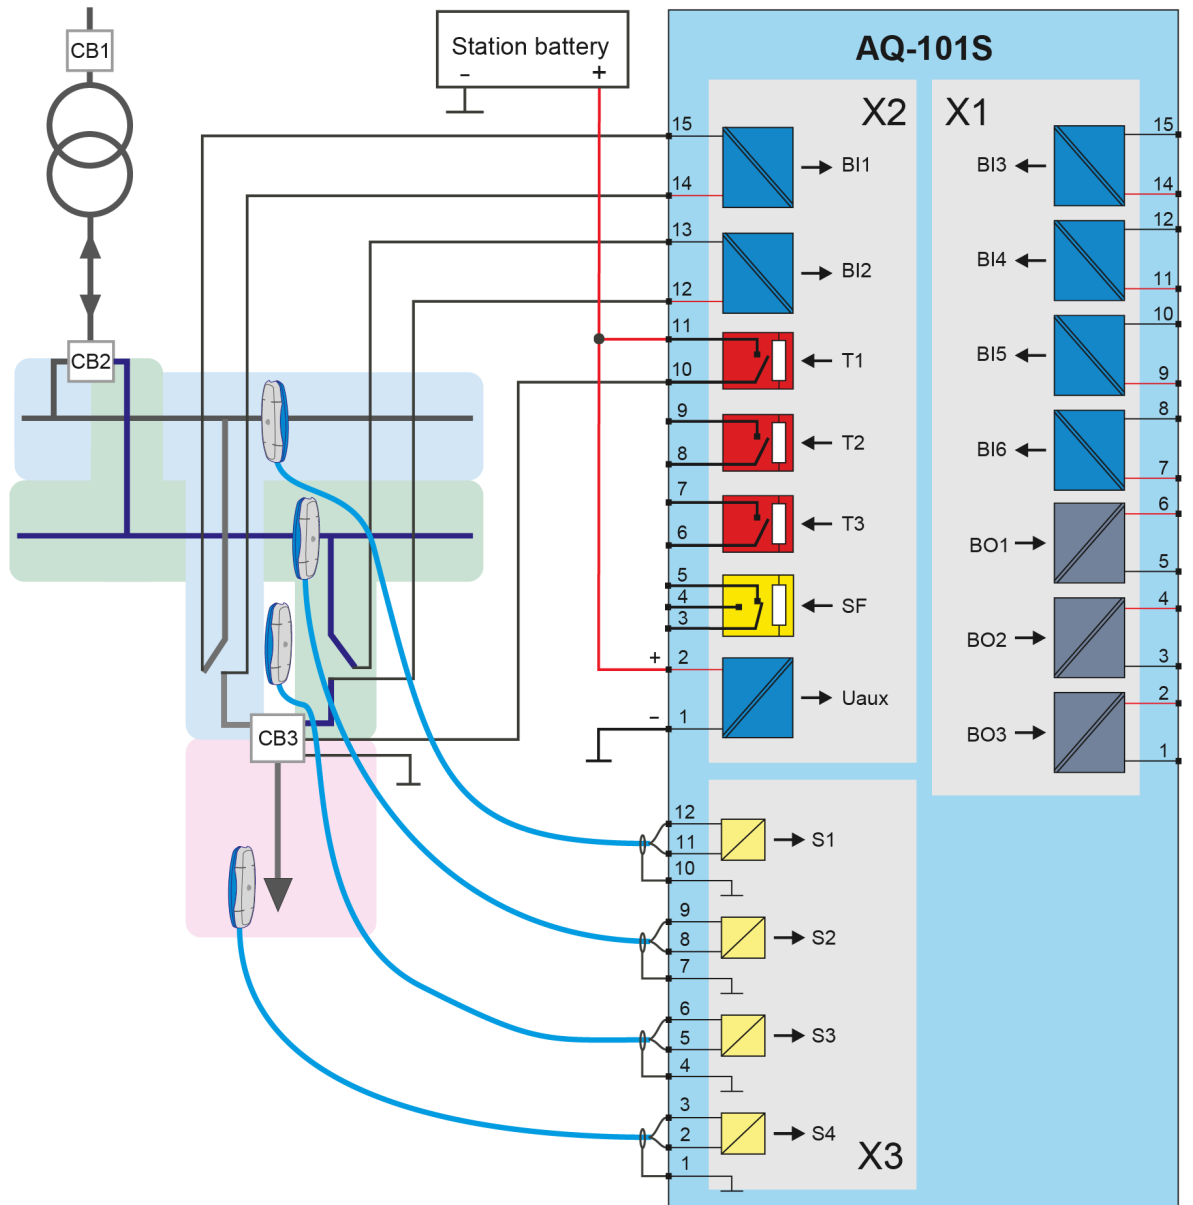 CB1
Station battery
- +
AQ-101S
X2
X1
15
BI1
14
13
BI2
12
11
T1
10
9
T2
8
7
T3
6
5
4
SF
3
+ 2
Uaux
- 1
15
BI3
14
12
BI4
11
10
BI5
9
8
BI6
7
6
BO1
5
4
BO2
3
2
BO3
1
CB2
CB3
12
S1
11
10
9
S2
8
7
6
S3
5
4
3
S4
2
1
X3